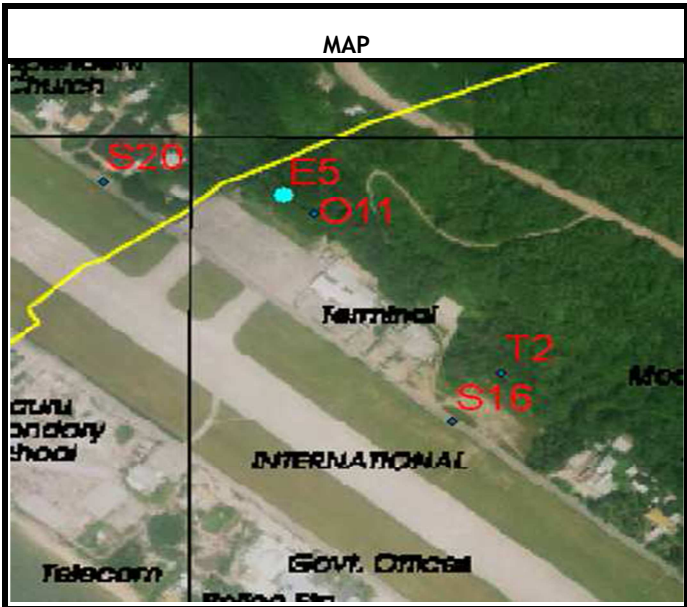 MAP
Church
S20
E5
O11
Terminal
T2
S16
INTERNATIONAL
Telecom
Govt. Offices